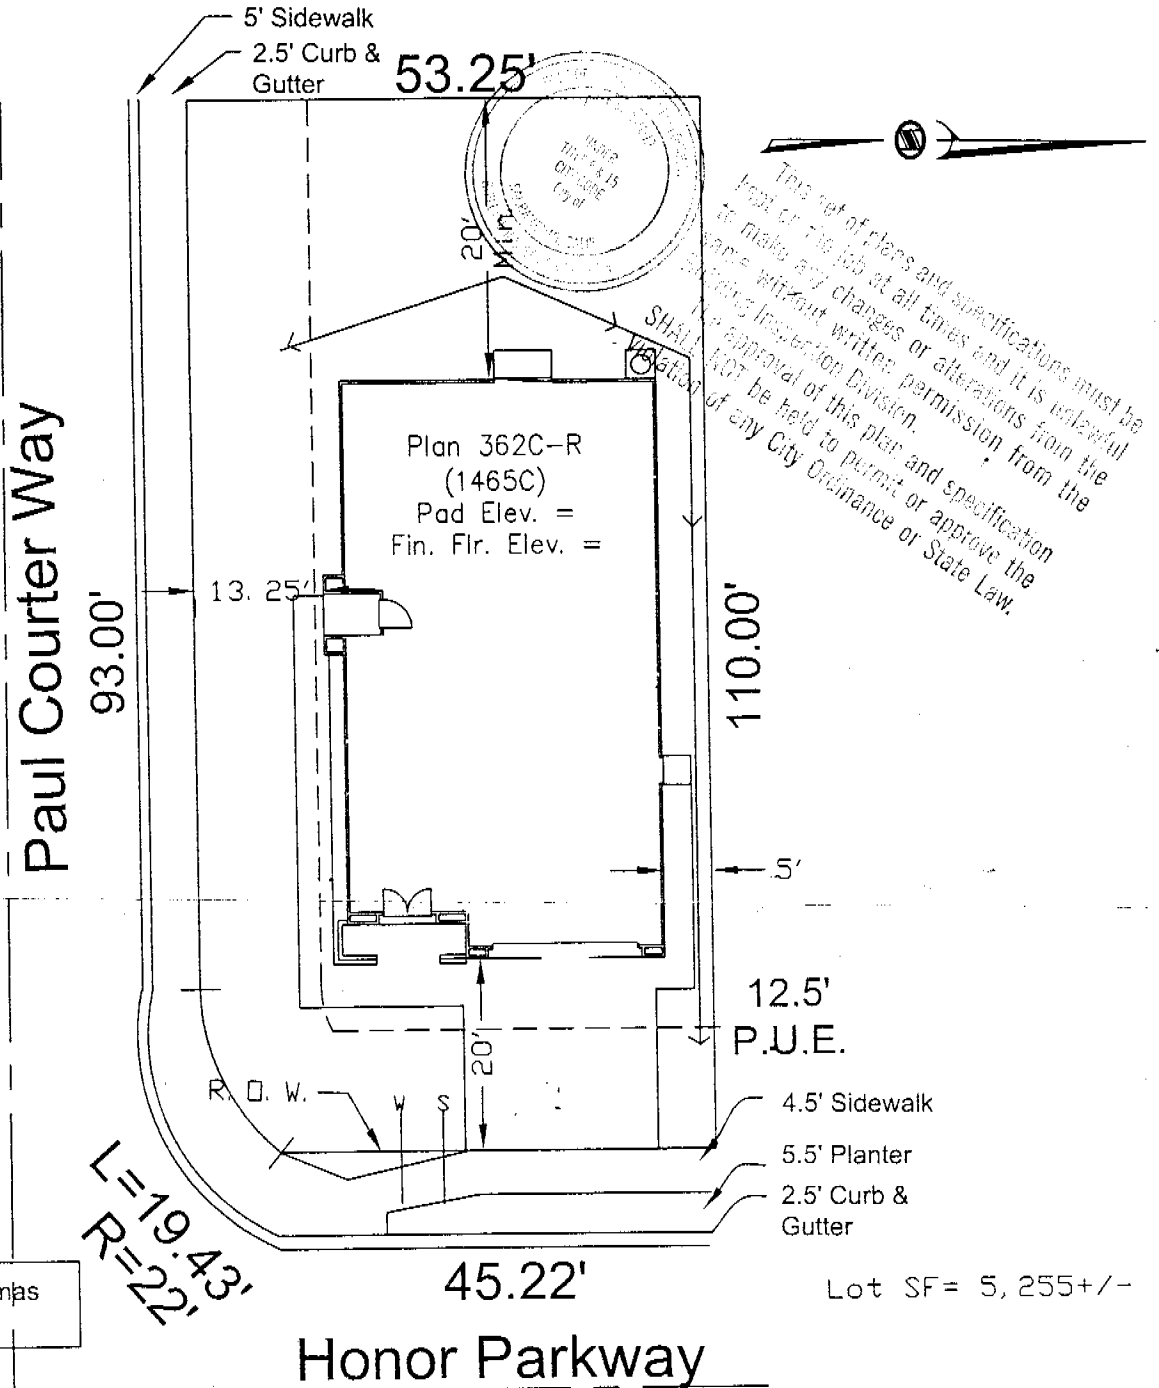 5' Sidewalk
2.5' Curb &
Gutter
53.25'
20'
Min.
This set of plans and specifications must be
kept on the job at all times and it is unlawful
to make any changes or alterations from the
same without written permission from the
Building Inspection Division.
The approval of this plan and specification
SHALL NOT be held to permit or approve the
violation of any City Ordinance or State Law.
Plan 362C-R
(1465C)
Pad Elev. =
Fin. Flr. Elev. =
Paul Courter Way
93.00'
13.25'
110.00'
5'
12.5'
P.U.E.
20'
R.O.W.
W S
4.5' Sidewalk
5.5' Planter
2.5' Curb &
Gutter
L=19.43'
R=22'
45.22'
Lot SF= 5,255+/-
Honor Parkway